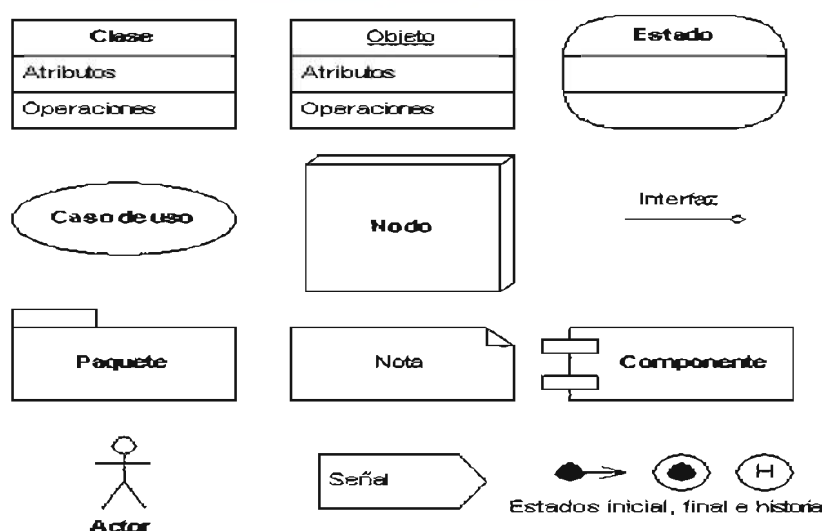 Clase
Atributos
Operaciones
Objeto
Atributos
Operaciones
Estado
Caso de uso
Nodo
Interfaz
Paquete
Nota
Componente
Actor
Señal
H
Estados inicial, final e historia